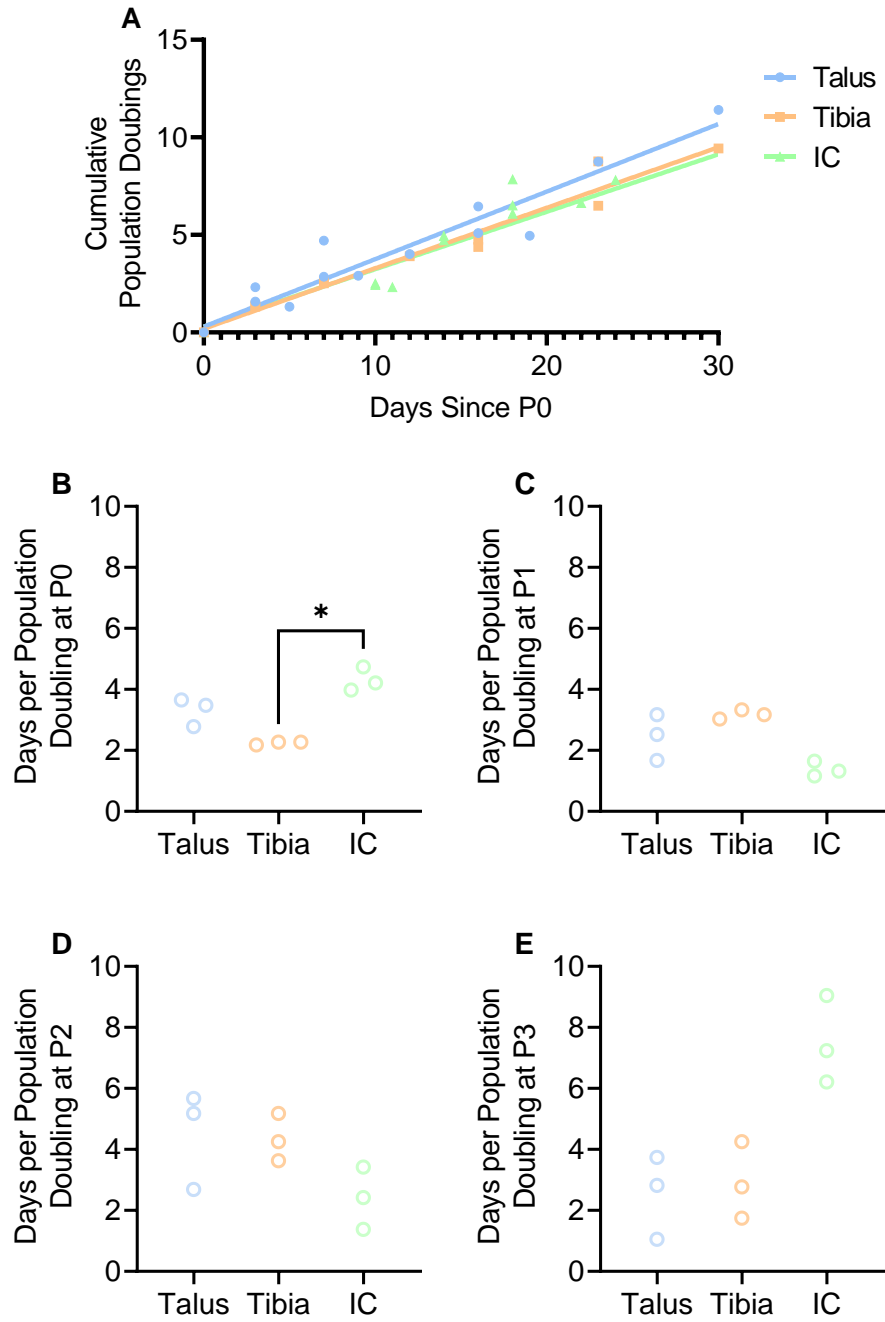 A
15
10
5
0
Cumulative
Population Doubings
0
10
20
30
Days Since P0
Talus
Tibia
IC
B
10
8
6
4
2
0
Days per Population
Doubling at P0
*
Talus
Tibia
IC
C
10
8
6
4
2
0
Days per Population
Doubling at P1
Talus
Tibia
IC
D
10
8
6
4
2
0
Days per Population
Doubling at P2
Talus
Tibia
IC
E
10
8
6
4
2
0
Days per Population
Doubling at P3
Talus
Tibia
IC